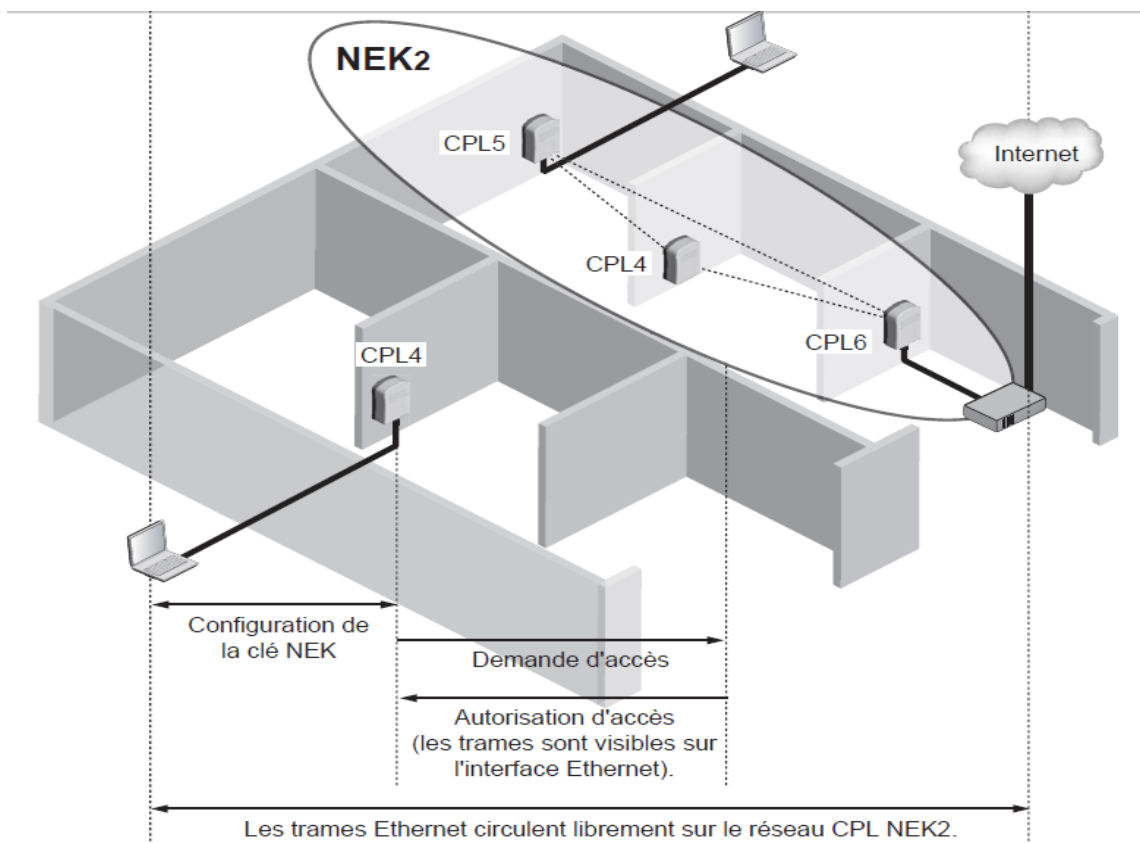 NEK2
CPL5
Internet
CPL4
CPL6
CPL4
Configuration de
la clé NEK
Demande d'accès
Autorisation d'accès
(les trames sont visibles sur
l'interface Ethernet).
Les trames Ethernet circulent librement sur le réseau CPL NEK2.